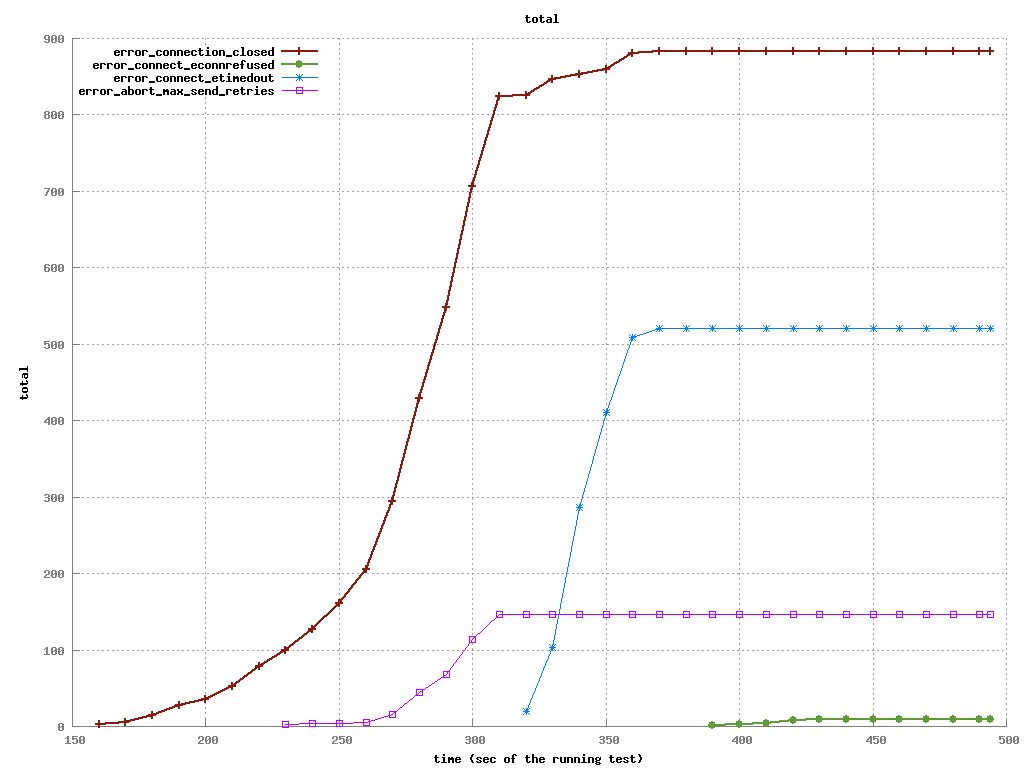 total
error_connection_closed
error_connect_econnrefused
error_connect_etimedout
error_abort_max_send_retries
900
800
700
600
500
400
300
200
100
0
total
150 200 250 300 350 400 450 500
time (sec of the running test)